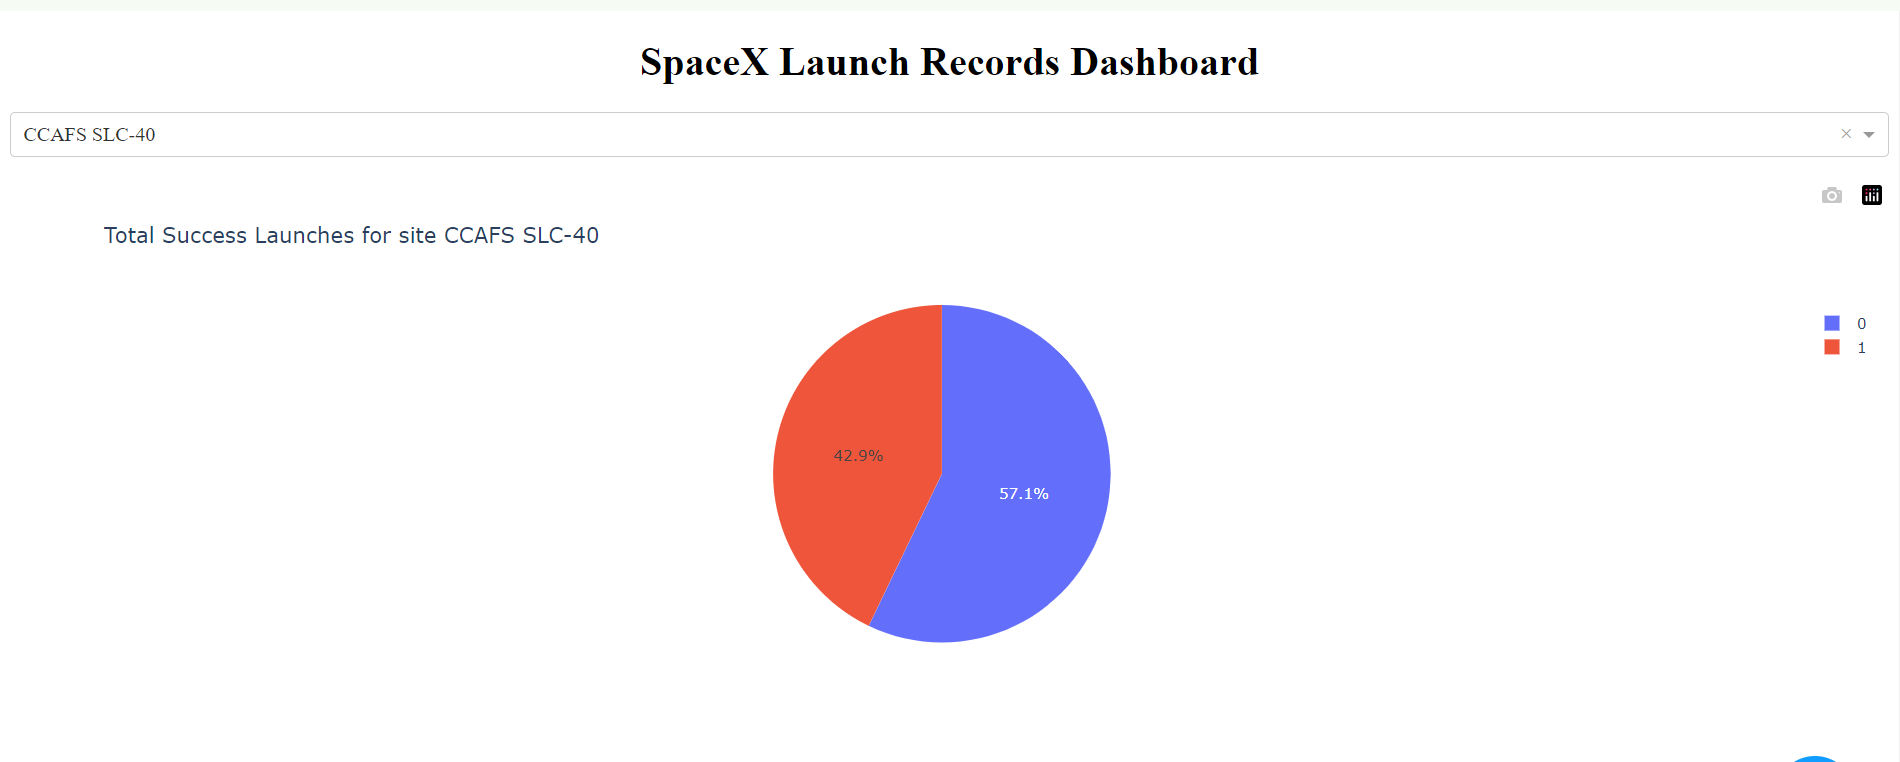 SpaceX Launch Records Dashboard
CCAFS SLC-40
Total Success Launches for site CCAFS SLC-40
0
1
42.9%
57.1%